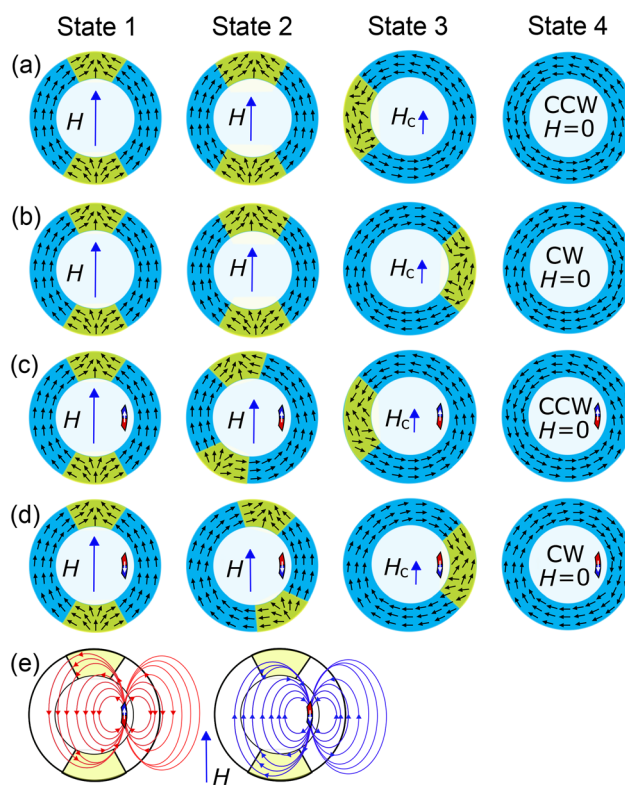 State 1 State 2 State 3 State 4
(a)
H H Hc CCW
H=0
(b)
H H Hc CW
H=0
(c)
H H Hc CCW
H=0
(d)
H H Hc CW
H=0
(e)
H